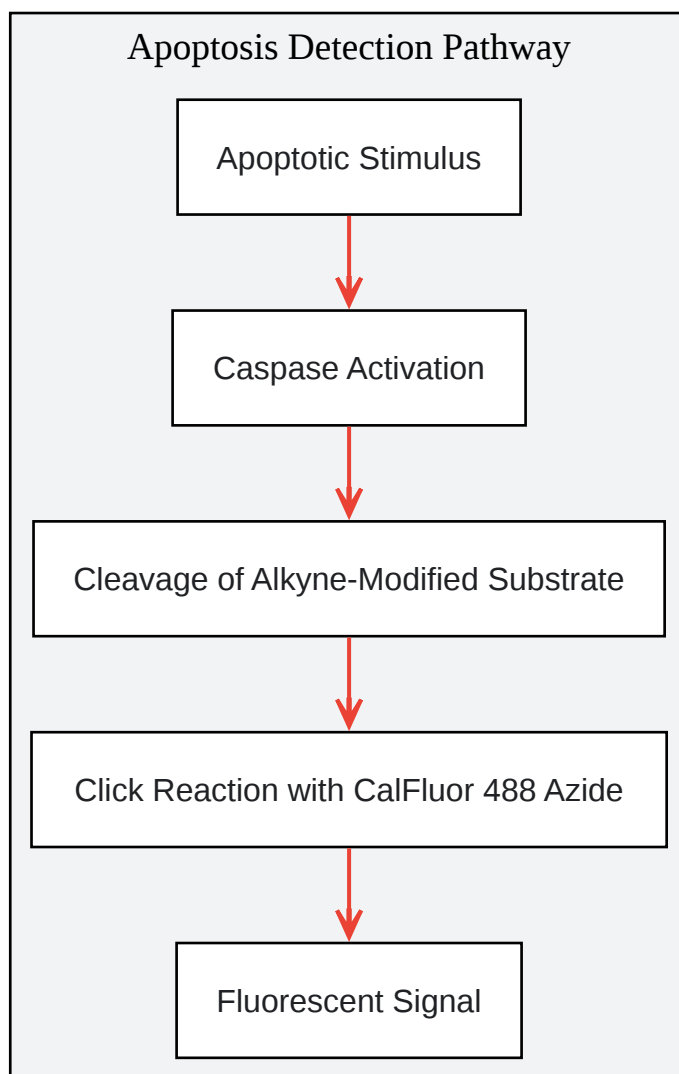 Apoptosis Detection Pathway
Apoptotic Stimulus
Caspase Activation
Cleavage of Alkyne-Modified Substrate
Click Reaction with CalFluor 488 Azide
Fluorescent Signal